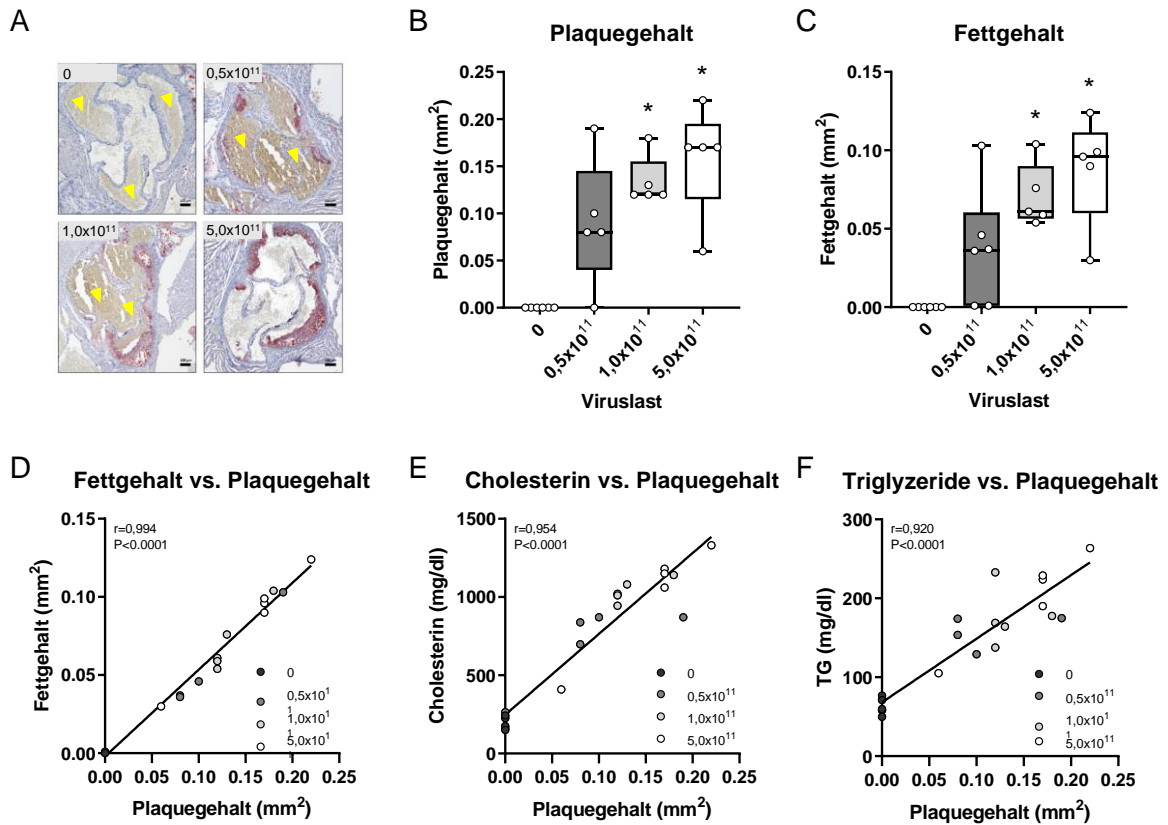 A
0
0,5x10¹¹
1,0x10¹¹
5,0x10¹¹
B
Plaquegehalt
Plaquegehalt (mm²)
0.25
0.20
0.15
0.10
0.05
0.00
*
*
0
0,5x10¹¹
1,0x10¹¹
5,0x10¹¹
Viruslast
C
Fettgehalt
Fettgehalt (mm²)
0.15
0.10
0.05
0.00
*
*
0
0,5x10¹¹
1,0x10¹¹
5,0x10¹¹
Viruslast
D
Fettgehalt vs. Plaquegehalt
r=0,994
P<0.0001
Fettgehalt (mm²)
0.15
0.10
0.05
0.00
0
0,5x10¹
1
1,0x10¹
1
5,0x10¹
0.00 0.05 0.10 0.15 0.20 0.25
Plaquegehalt (mm²)
E
Cholesterin vs. Plaquegehalt
r=0,954
P<0.0001
Cholesterin (mg/dl)
1500
1000
500
0
0
0,5x10¹¹
1,0x10¹¹
5,0x10¹¹
0.00 0.05 0.10 0.15 0.20 0.25
Plaquegehalt (mm²)
F
Triglyzeride vs. Plaquegehalt
r=0,920
P<0.0001
TG (mg/dl)
300
200
100
0
0
0,5x10¹¹
1,0x10¹
1
5,0x10¹¹
0.00 0.05 0.10 0.15 0.20 0.25
Plaquegehalt (mm²)